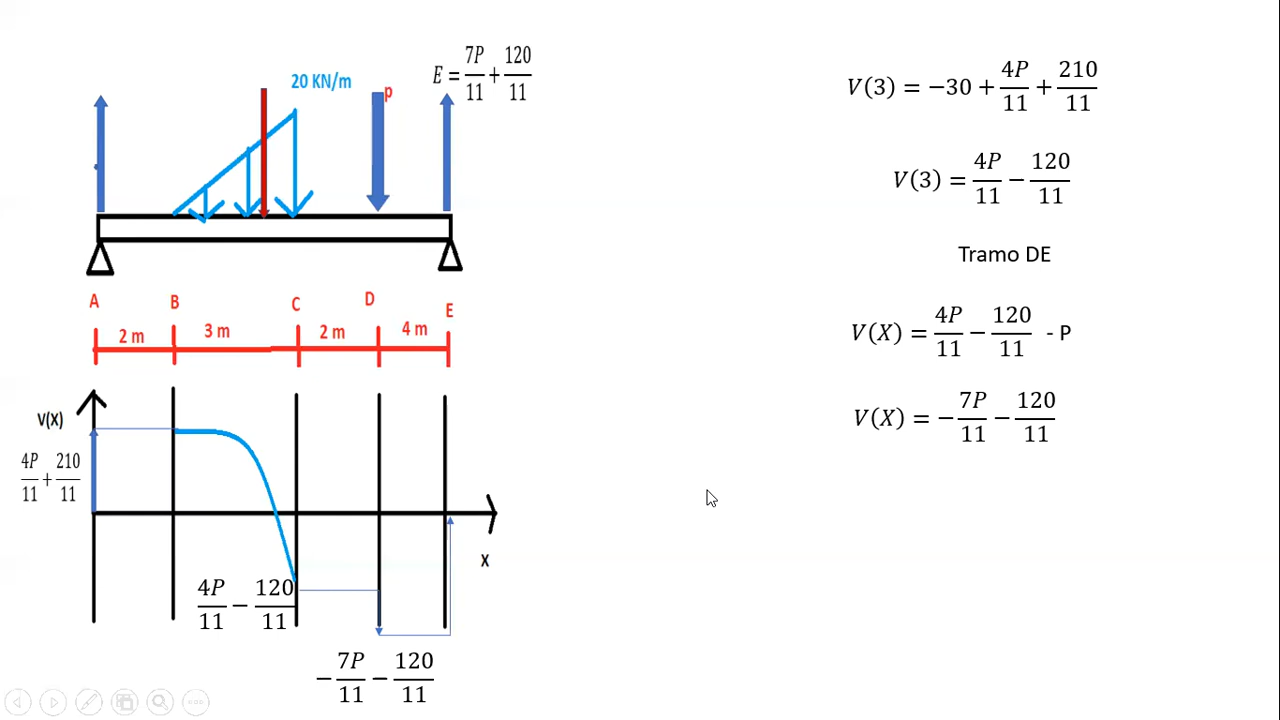 E = 7P/11 + 120/11
20 KN/m
p
A B C D E
2 m 3 m 2 m 4 m
V(X)
4P/11 + 210/11
X
4P/11 − 120/11
−7P/11 − 120/11
V(3) = −30 + 4P/11 + 210/11
V(3) = 4P/11 − 120/11
Tramo DE
V(X) = 4P/11 − 120/11 - P
V(X) = −7P/11 − 120/11